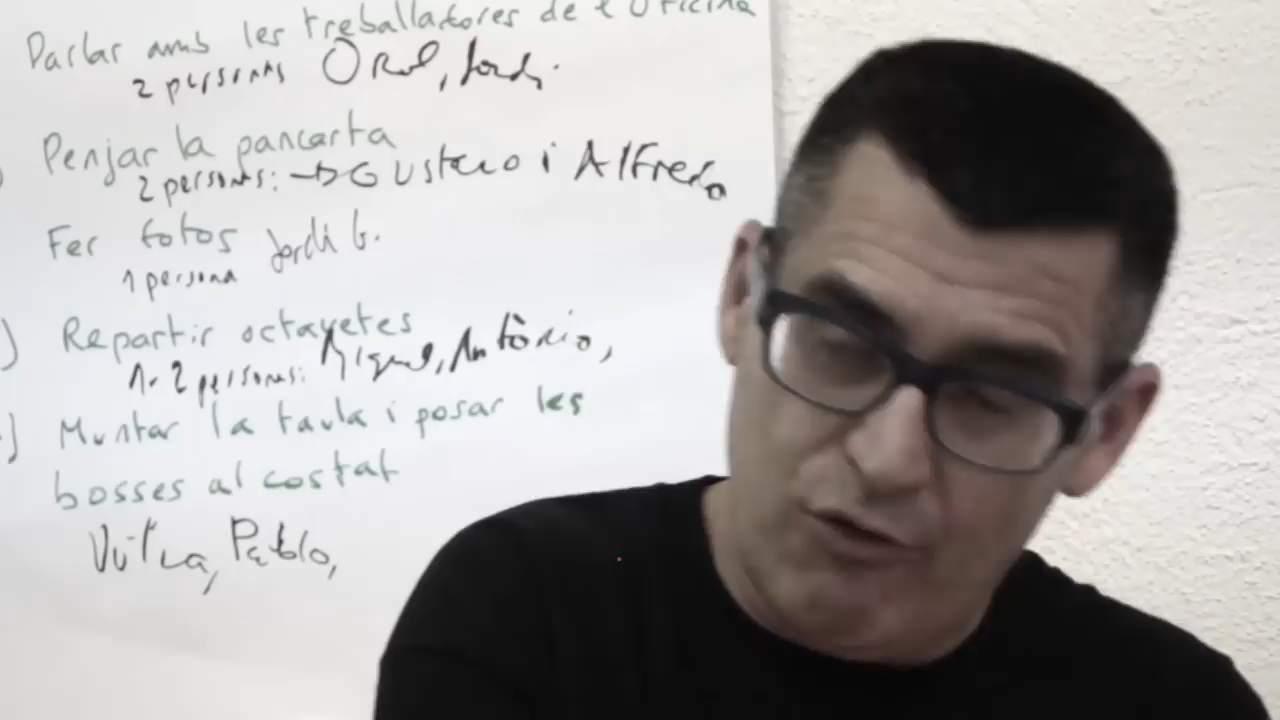 Parlar amb les treballadores de l'Oficina
2 persones Oriol, Jordi
Penjar la pancarta
2 persones: → Gustavo i Alfredo
Fer fotos Jordi G.
1 persona
) Repartir octavetes
1-2 persones: Miquel, Antònio,
) Muntar la taula i posar les
bosses al costat
Pablo,